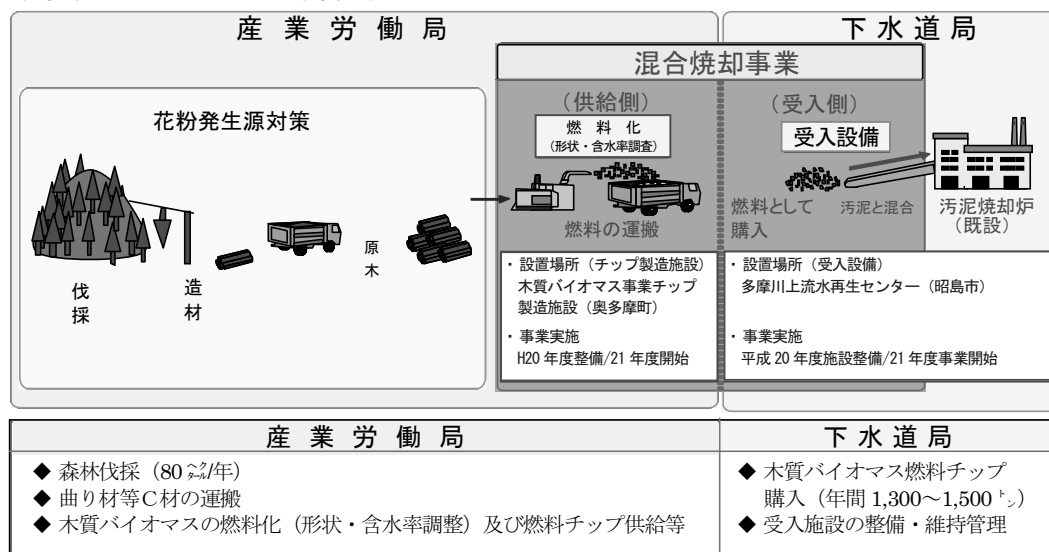 産業労働局
下水道局
混合焼却事業
花粉発生源対策
(供給側)
燃料化
(形状・含水率調査)
燃料の運搬
(受入側)
受入設備
燃料として
購入
汚泥と混合
汚泥焼却炉
(既設)
伐採
造材
原木
・設置場所(チップ製造施設)
木質バイオマス事業チップ
製造施設(奥多摩町)
・事業実施
H20年度整備/21年度開始
・設置場所(受入設備)
多摩川上流水再生センター(昭島市)
・事業実施
平成20年度施設整備/21年度事業開始
産業労働局
下水道局
◆ 森林伐採(80㌶/年)
◆ 曲り材等C材の運搬
◆ 木質バイオマスの燃料化(形状・含水率調整)及び燃料チップ供給等
◆ 木質バイオマス燃料チップ
購入(年間1,300~1,500㌧)
◆ 受入施設の整備・維持管理